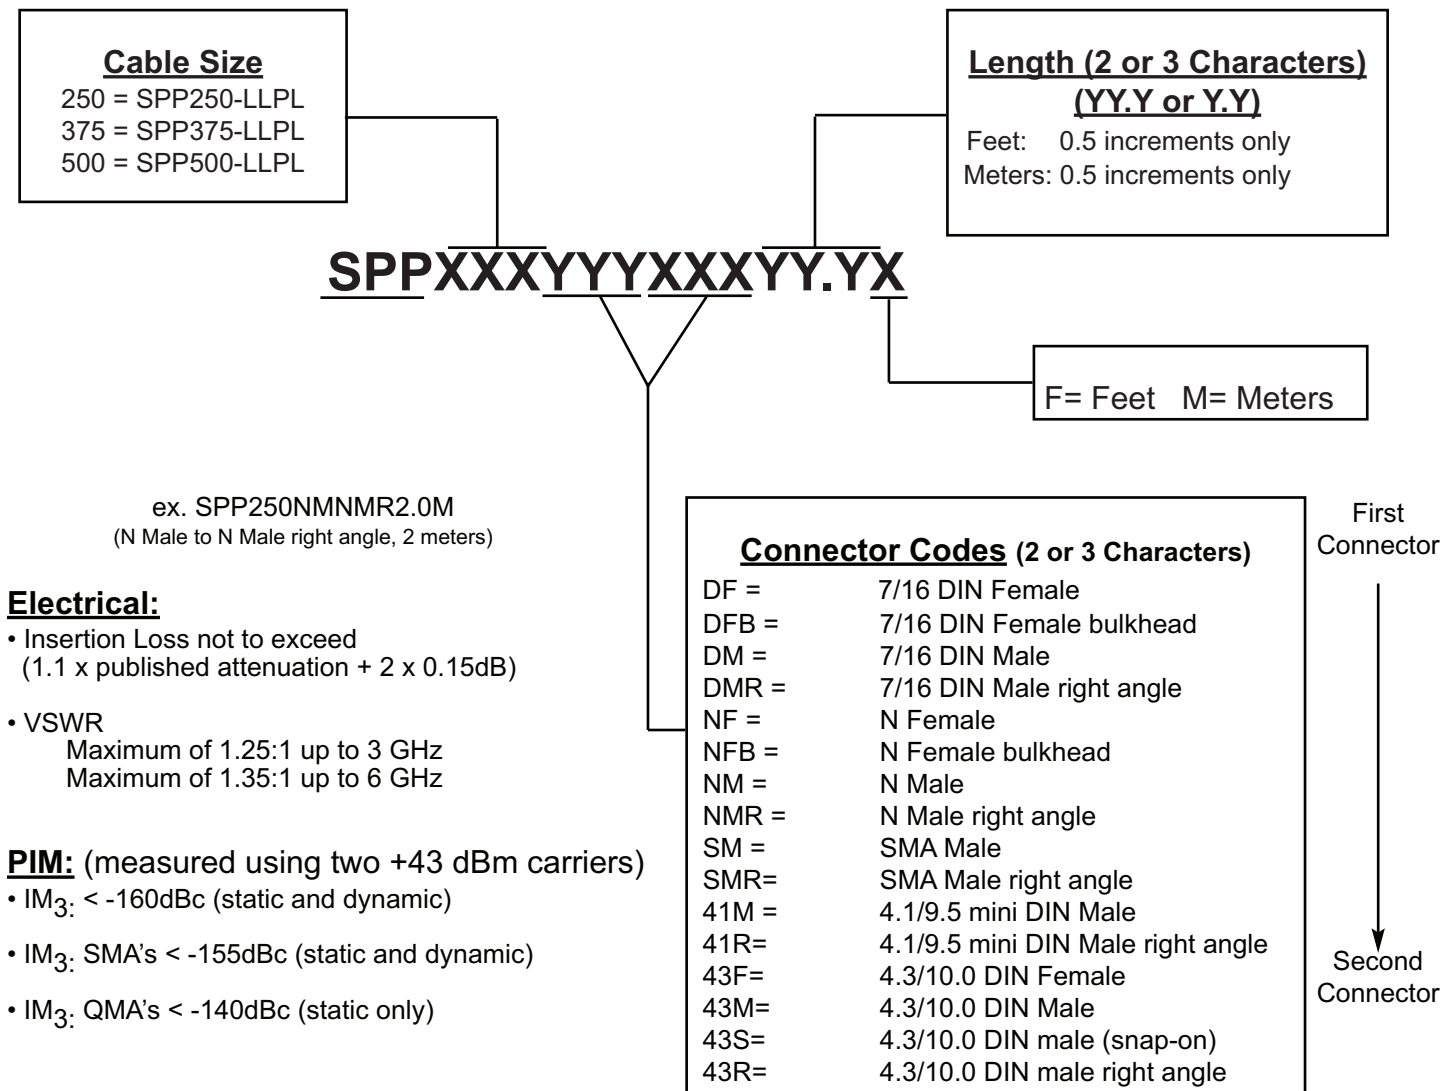 Cable Size
250 = SPP250-LLPL
375 = SPP375-LLPL
500 = SPP500-LLPL
Length (2 or 3 Characters)
(YY.Y or Y.Y)
Feet: 0.5 increments only
Meters: 0.5 increments only
SPPXXXYYYXXXYY.YX
F= Feet M= Meters
ex. SPP250NMNMR2.0M
(N Male to N Male right angle, 2 meters)
Electrical:
• Insertion Loss not to exceed
(1.1 x published attenuation + 2 x 0.15dB)
• VSWR
Maximum of 1.25:1 up to 3 GHz
Maximum of 1.35:1 up to 6 GHz
PIM: (measured using two +43 dBm carriers)
• IM3: < -160dBc (static and dynamic)
• IM3: SMA's < -155dBc (static and dynamic)
• IM3: QMA's < -140dBc (static only)
Connector Codes (2 or 3 Characters)
DF = 7/16 DIN Female
DFB = 7/16 DIN Female bulkhead
DM = 7/16 DIN Male
DMR = 7/16 DIN Male right angle
NF = N Female
NFB = N Female bulkhead
NM = N Male
NMR = N Male right angle
SM = SMA Male
SMR= SMA Male right angle
41M = 4.1/9.5 mini DIN Male
41R= 4.1/9.5 mini DIN Male right angle
43F= 4.3/10.0 DIN Female
43M= 4.3/10.0 DIN Male
43S= 4.3/10.0 DIN male (snap-on)
43R= 4.3/10.0 DIN male right angle
First
Connector
Second
Connector